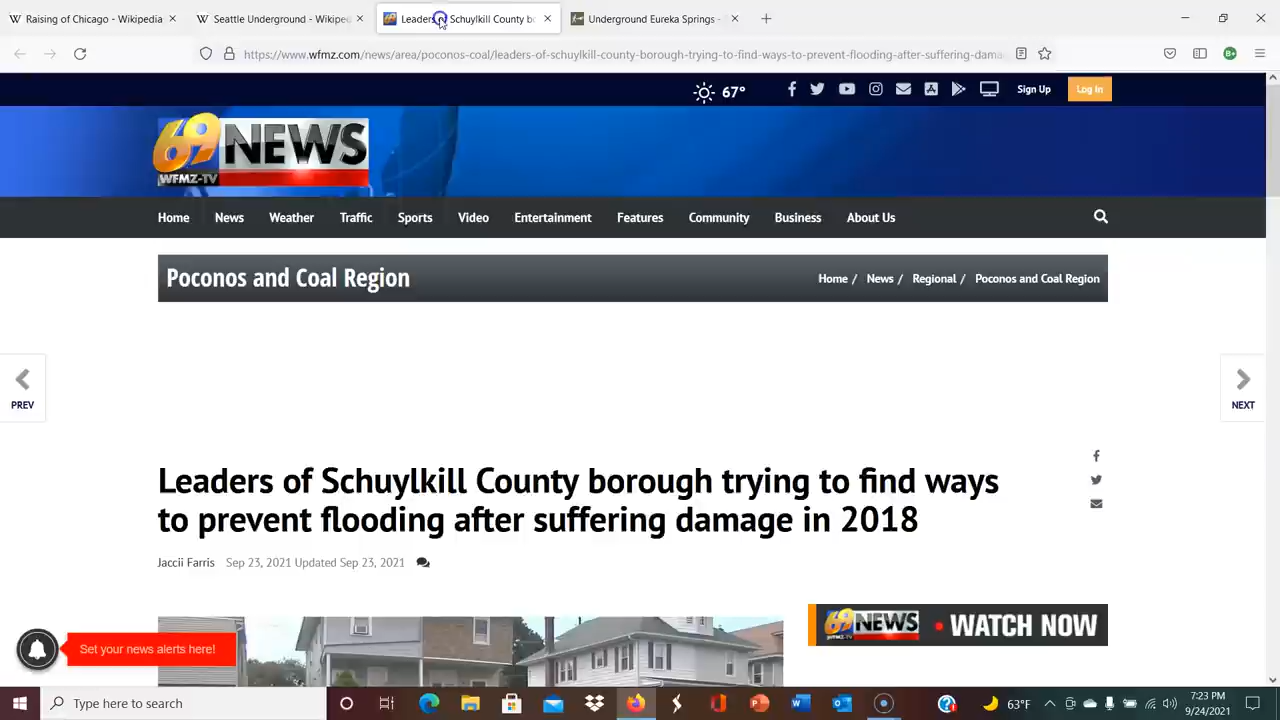 Raising of Chicago - Wikipedia
Seattle Underground - Wikiped
Leaders of Schuylkill County bo
Underground Eureka Springs -
https://www.wfmz.com/news/area/poconos-coal/leaders-of-schuylkill-county-borough-trying-to-find-ways-to-prevent-flooding-after-suffering-dama
67°
Sign Up
Log In
69 NEWS
WFMZ-TV
Home News Weather Traffic Sports Video Entertainment Features Community Business About Us
Poconos and Coal Region
Home / News / Regional / Poconos and Coal Region
PREV
NEXT
Leaders of Schuylkill County borough trying to find ways
to prevent flooding after suffering damage in 2018
Jaccii Farris Sep 23, 2021 Updated Sep 23, 2021
69 NEWS WFMZ-TV • WATCH NOW
Set your news alerts here!
Type here to search
63°F
7:23 PM
9/24/2021